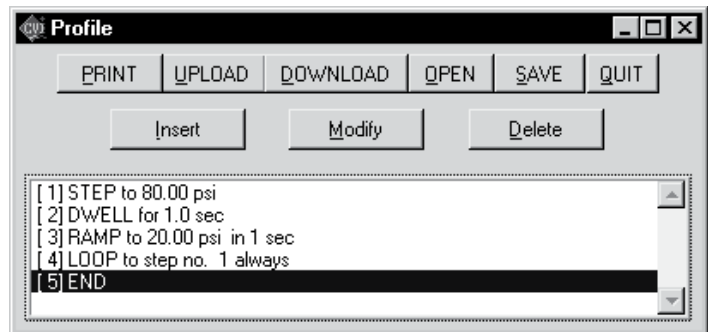 CVI Profile
PRINT UPLOAD DOWNLOAD OPEN SAVE QUIT
Insert Modify Delete
[ 1] STEP to 80.00 psi
[ 2] DWELL for 1.0 sec
[ 3] RAMP to 20.00 psi in 1 sec
[ 4] LOOP to step no. 1 always
[ 5] END